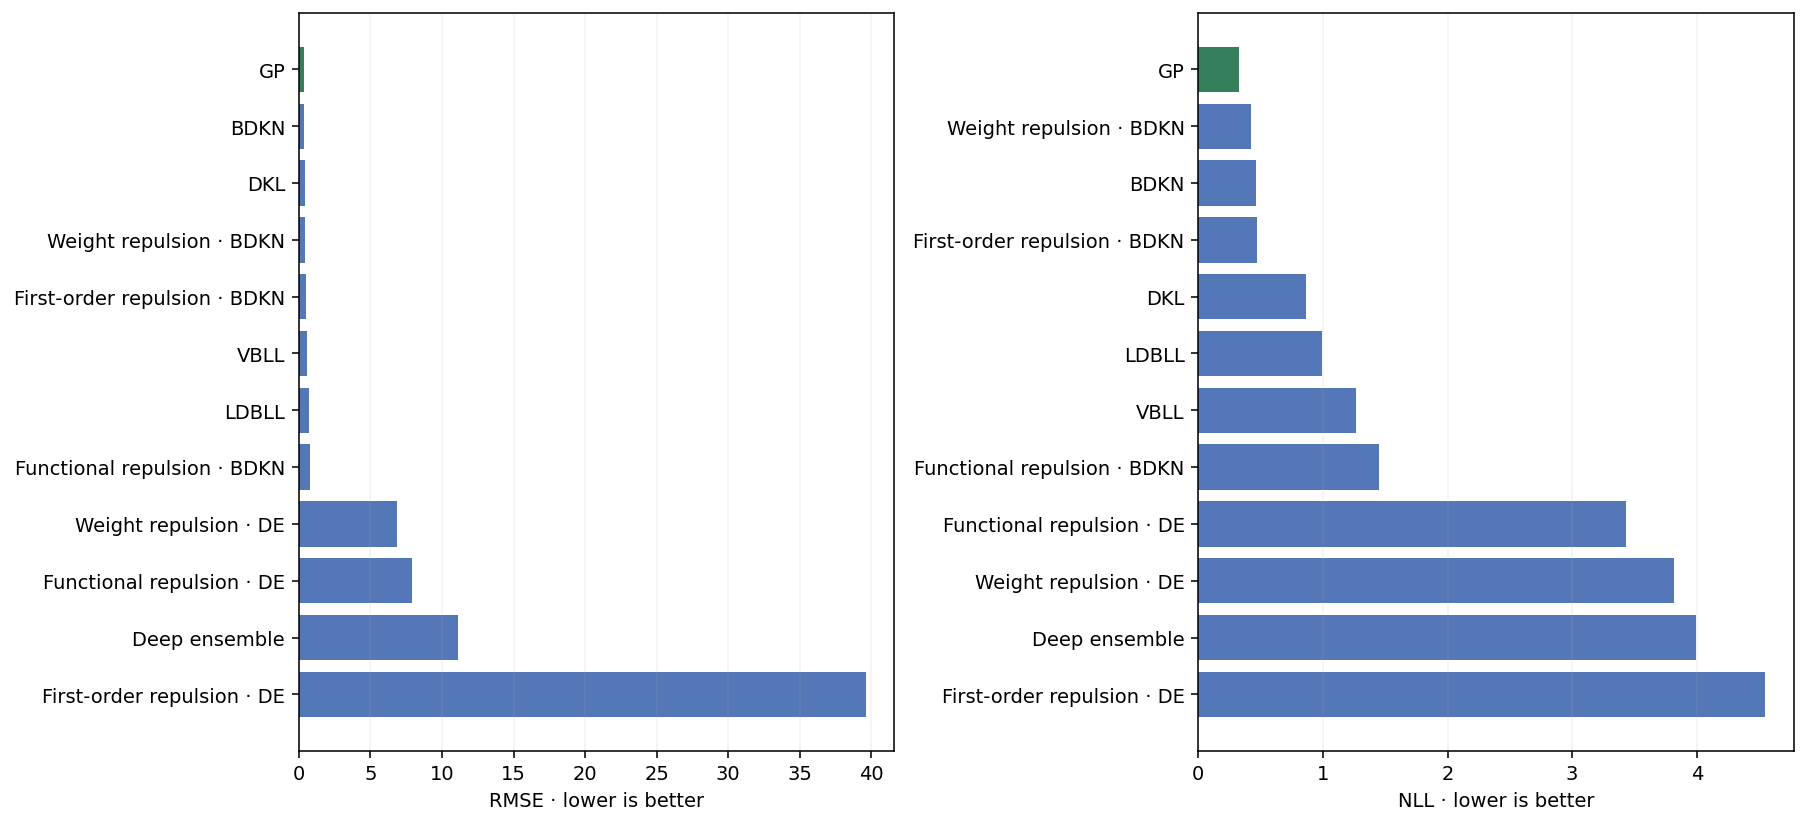 GP
BDKN
DKL
Weight repulsion · BDKN
First-order repulsion · BDKN
VBLL
LDBLL
Functional repulsion · BDKN
Weight repulsion · DE
Functional repulsion · DE
Deep ensemble
First-order repulsion · DE
0 5 10 15 20 25 30 35 40
RMSE · lower is better
GP
Weight repulsion · BDKN
BDKN
First-order repulsion · BDKN
DKL
LDBLL
VBLL
Functional repulsion · BDKN
Functional repulsion · DE
Weight repulsion · DE
Deep ensemble
First-order repulsion · DE
0 1 2 3 4
NLL · lower is better